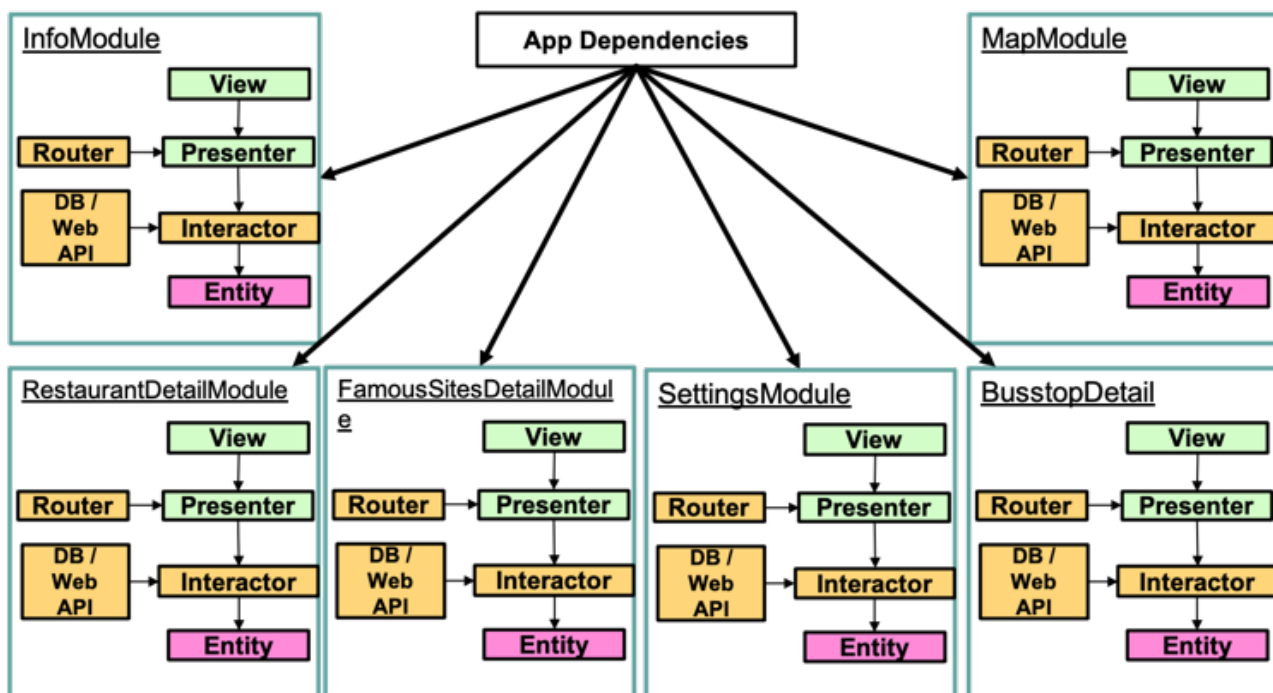 InfoModule
View
Router
Presenter
DB /
Web
API
Interactor
Entity
App Dependencies
MapModule
View
Router
Presenter
DB /
Web
API
Interactor
Entity
RestaurantDetailModule
View
Router
Presenter
DB /
Web
API
Interactor
Entity
FamousSitesDetailModul
e
View
Router
Presenter
DB /
Web
API
Interactor
Entity
SettingsModule
View
Router
Presenter
DB /
Web
API
Interactor
Entity
BusstopDetail
View
Router
Presenter
DB /
Web
API
Interactor
Entity